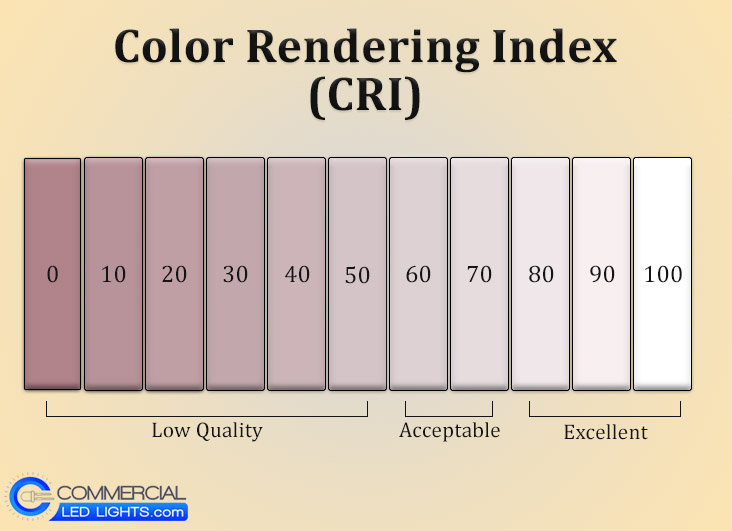 Color Rendering Index
(CRI)
0 10 20 30 40 50 60 70 80 90 100
Low Quality Acceptable Excellent
COMMERCIAL
LED LIGHTS.com